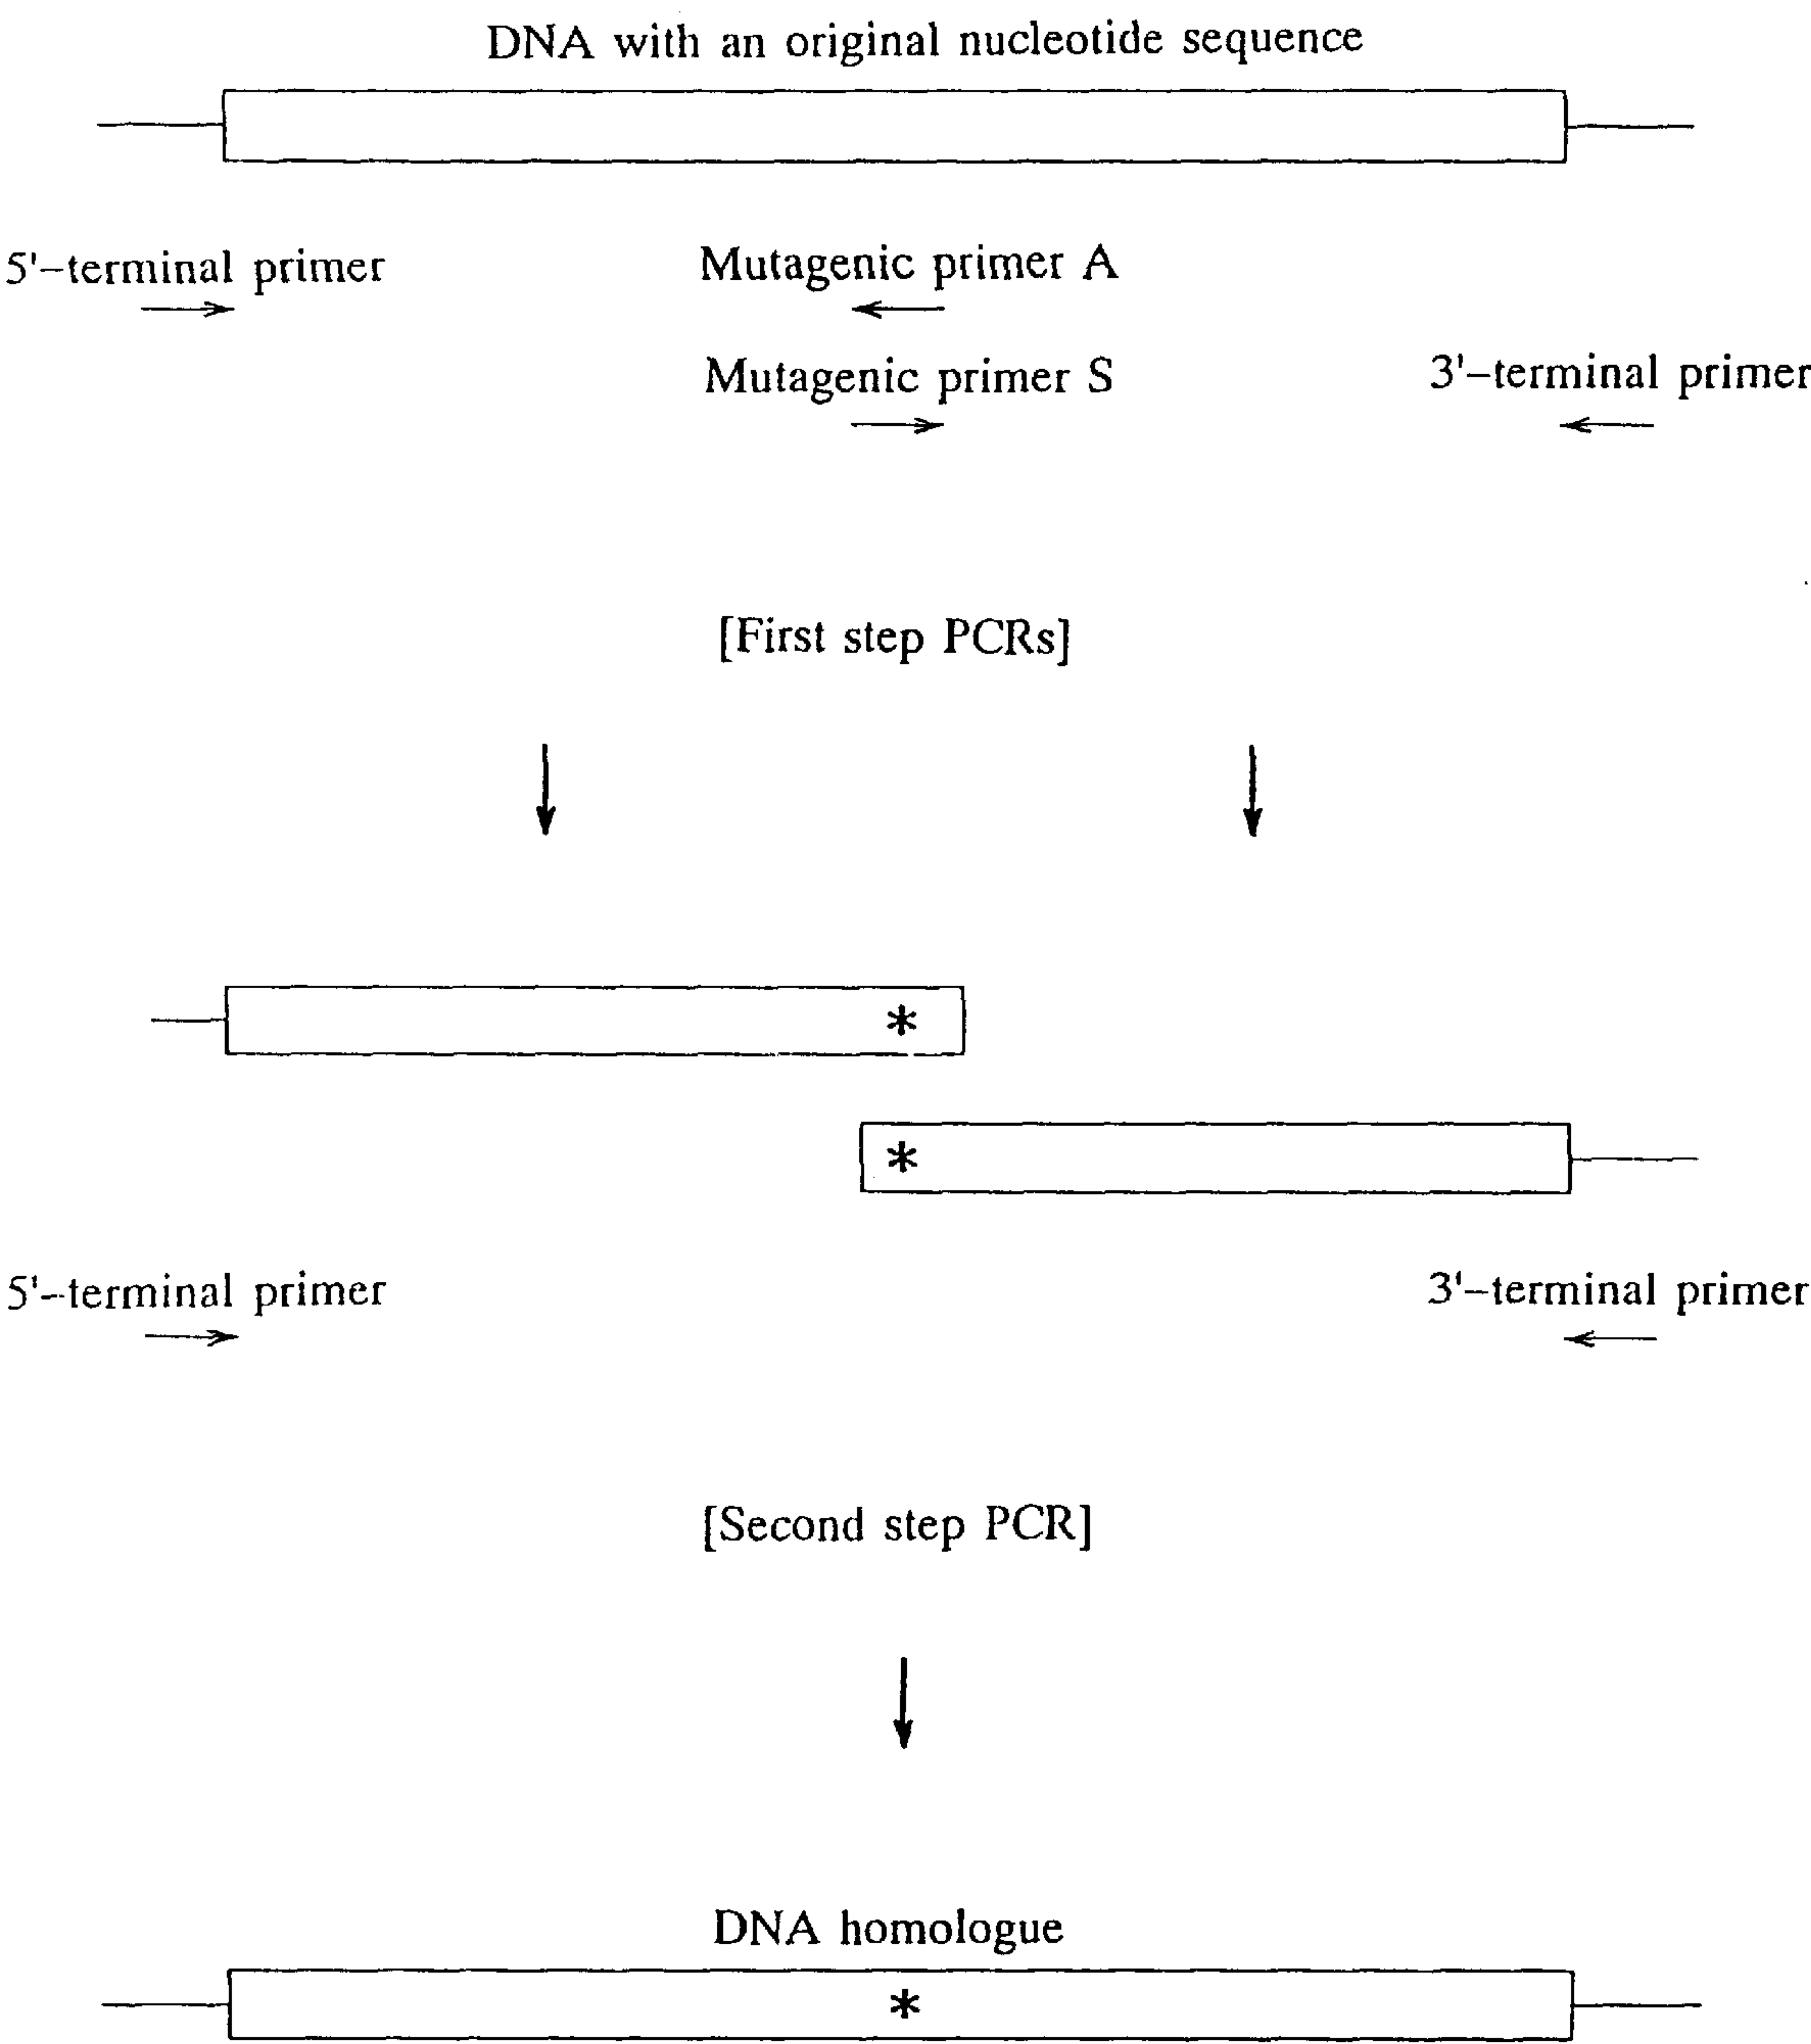 DNA with an original nucleotide sequence
5'-terminal primer
Mutagenic primer A
Mutagenic primer S
3'-terminal primer
[First step PCRs]
*
*
5'-terminal primer
3'-terminal primer
[Second step PCR]
DNA homologue
*